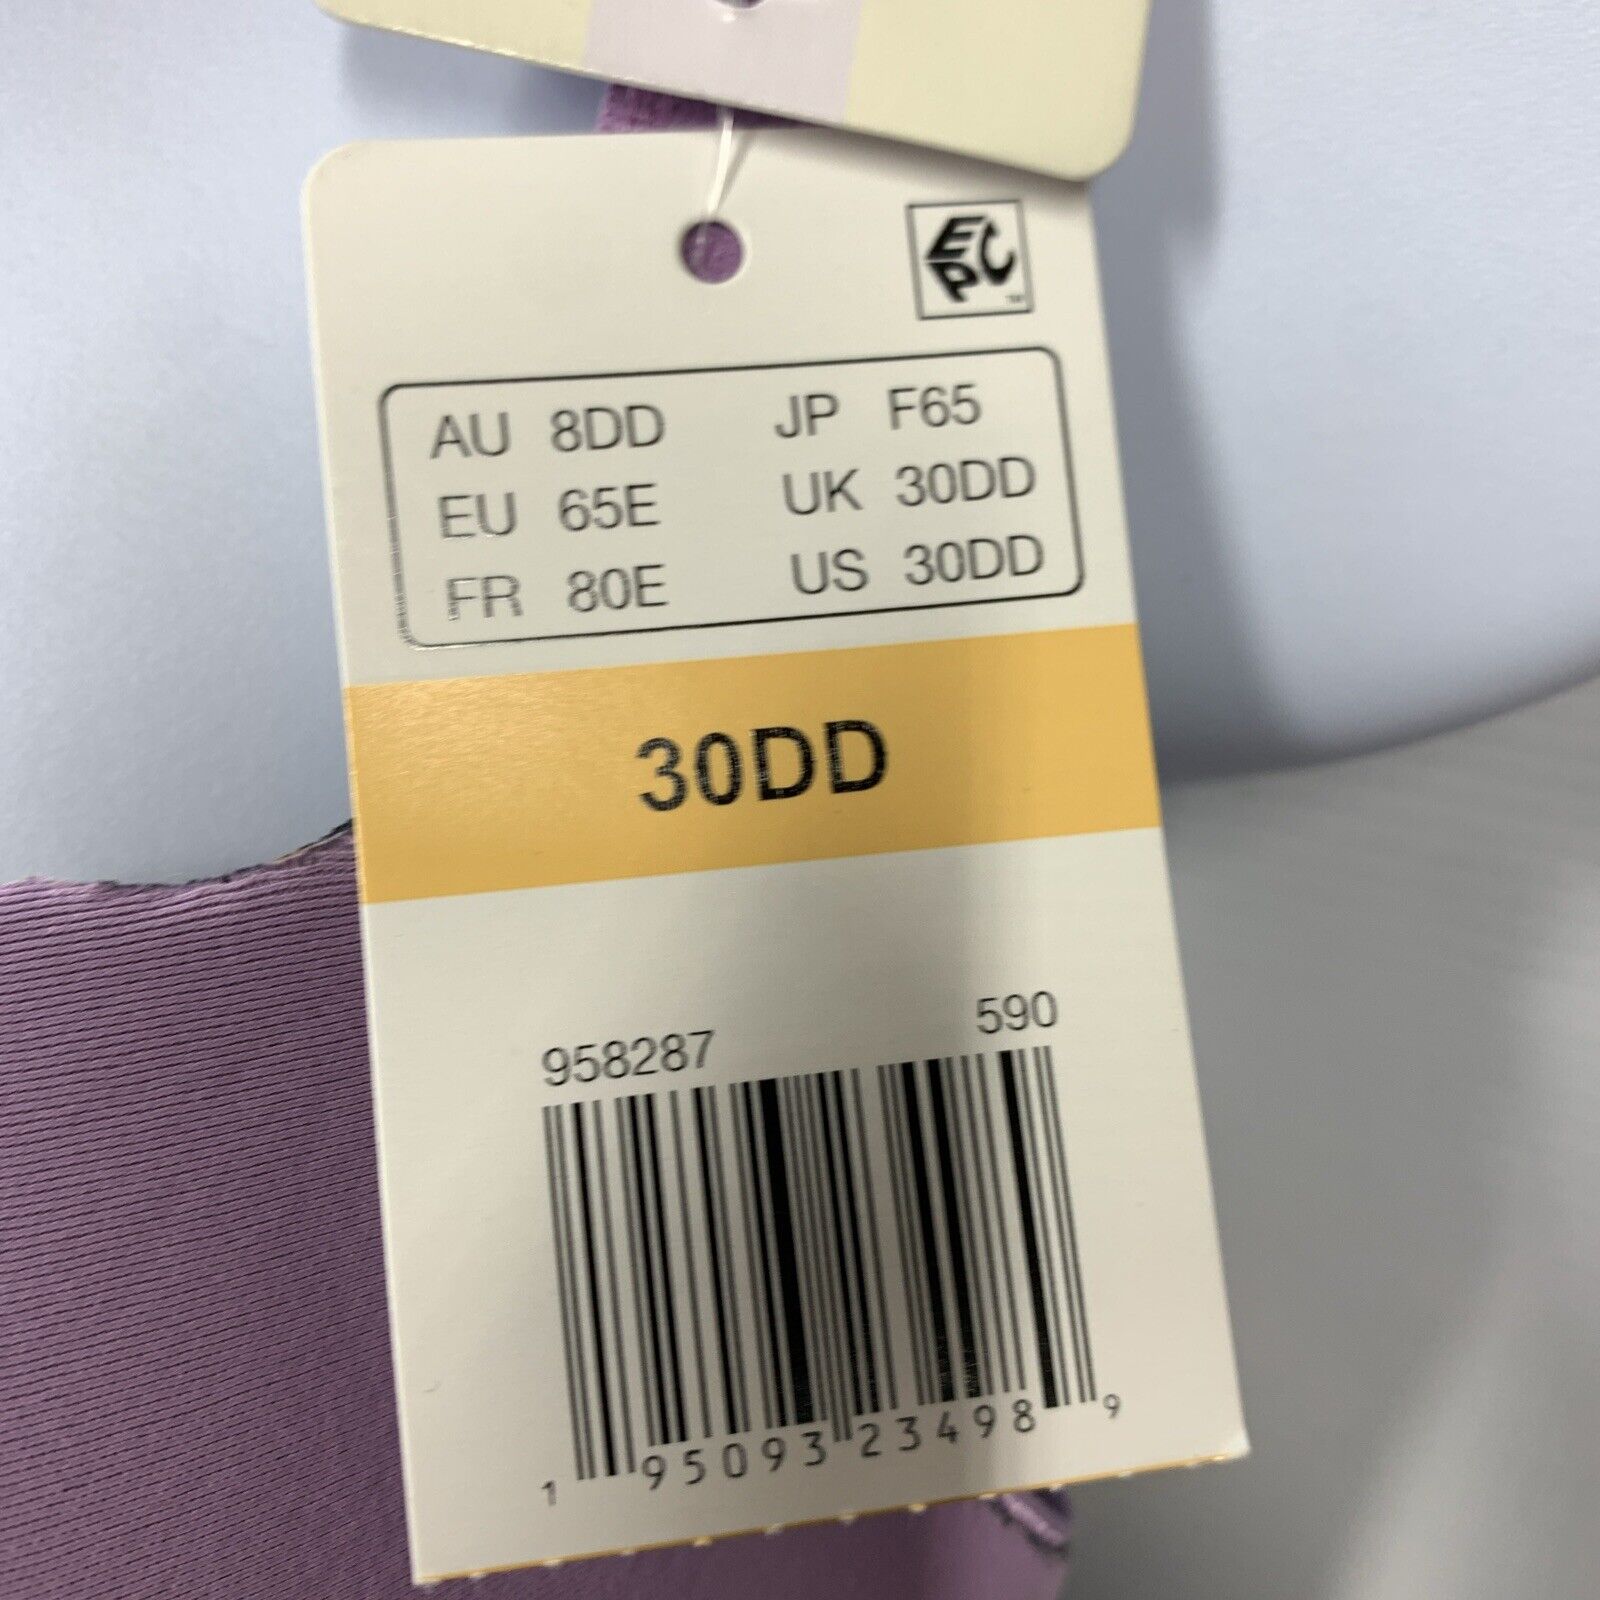 EPC™
AU 8DD JP F65
EU 65E UK 30DD
FR 80E US 30DD
30DD
958287 590
1 95093 23498 9